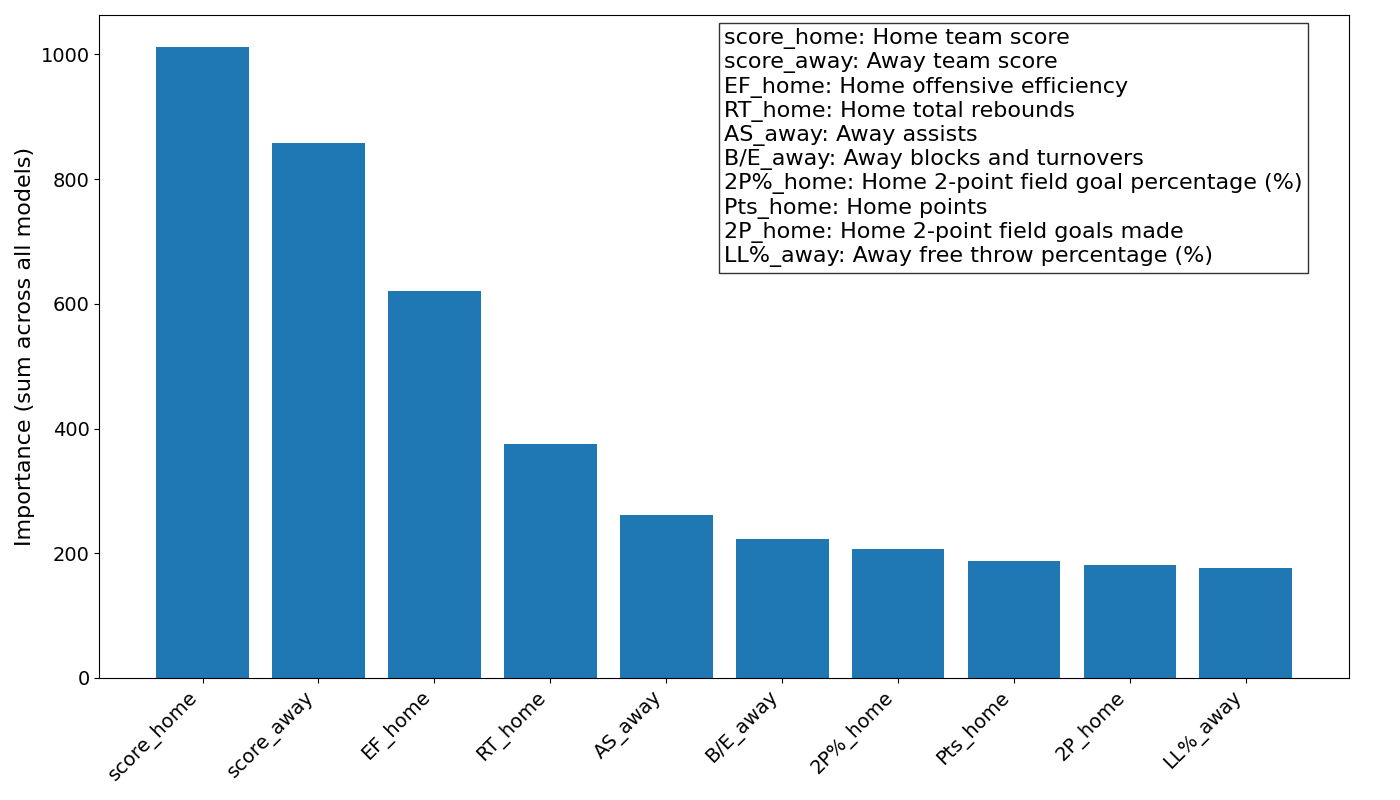 Importance (sum across all models)
1000
800
600
400
200
0
score_home: Home team score
score_away: Away team score
EF_home: Home offensive efficiency
RT_home: Home total rebounds
AS_away: Away assists
B/E_away: Away blocks and turnovers
2P%_home: Home 2-point field goal percentage (%)
Pts_home: Home points
2P_home: Home 2-point field goals made
LL%_away: Away free throw percentage (%)
score_home
score_away
EF_home
RT_home
AS_away
B/E_away
2P%_home
Pts_home
2P_home
LL%_away